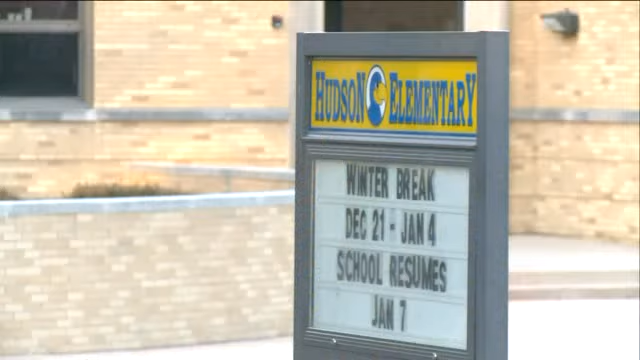 HUDSON ELEMENTARY
WINTER BREAK
DEC 21 - JAN 4
SCHOOL RESUMES
JAN 7